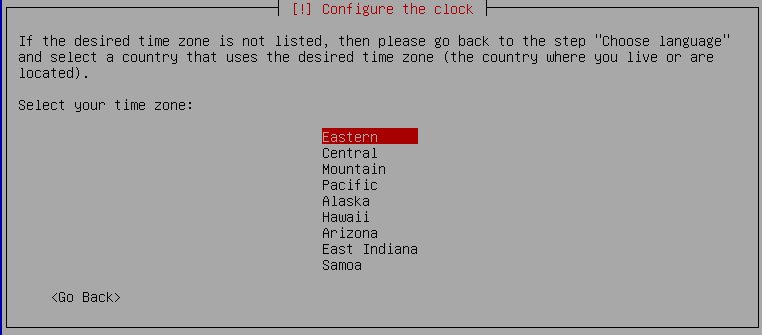 [!] Configure the clock
If the desired time zone is not listed, then please go back to the step "Choose language"
and select a country that uses the desired time zone (the country where you live or are
located).
Select your time zone:
Eastern
Central
Mountain
Pacific
Alaska
Hawaii
Arizona
East Indiana
Samoa
<Go Back>